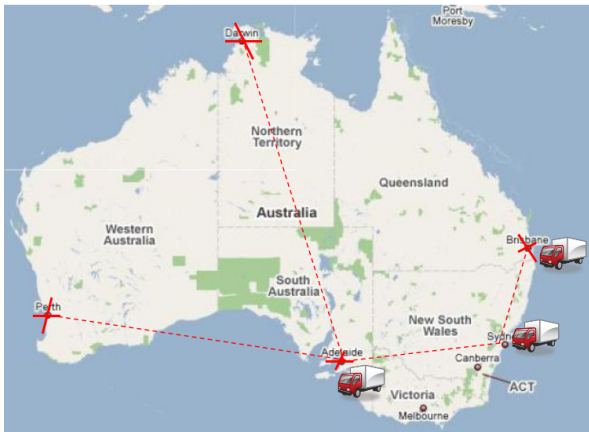 Port
Moresby
Darwin
Northern
Territory
Queensland
Australia
Western
Australia
Brisbane
South
Australia
Perth
New South
Wales
Adelaide
Canberra
ACT
Victoria
Melbourne